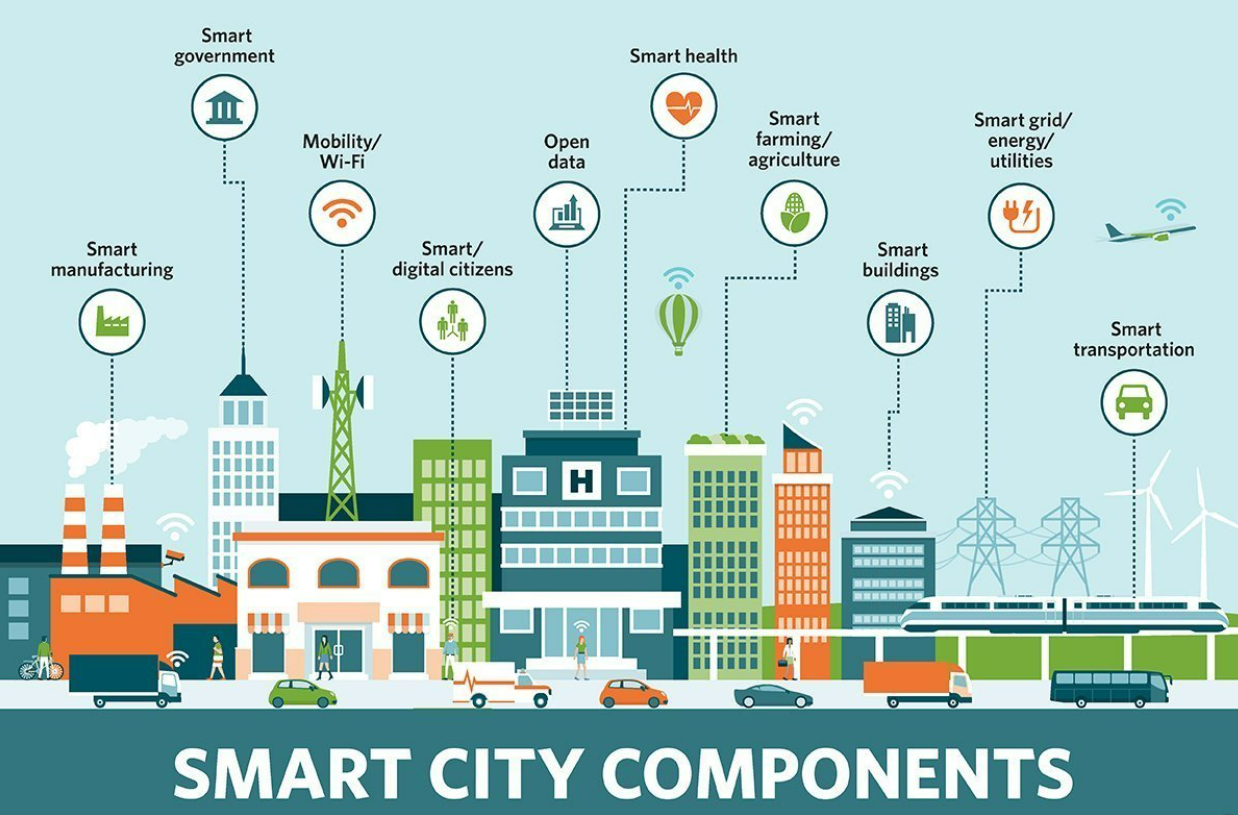 Smart
government
Smart health
Mobility/
Wi-Fi
Open
data
Smart
farming/
agriculture
Smart grid/
energy/
utilities
Smart
manufacturing
Smart/
digital citizens
Smart
buildings
Smart
transportation
H
SMART CITY COMPONENTS